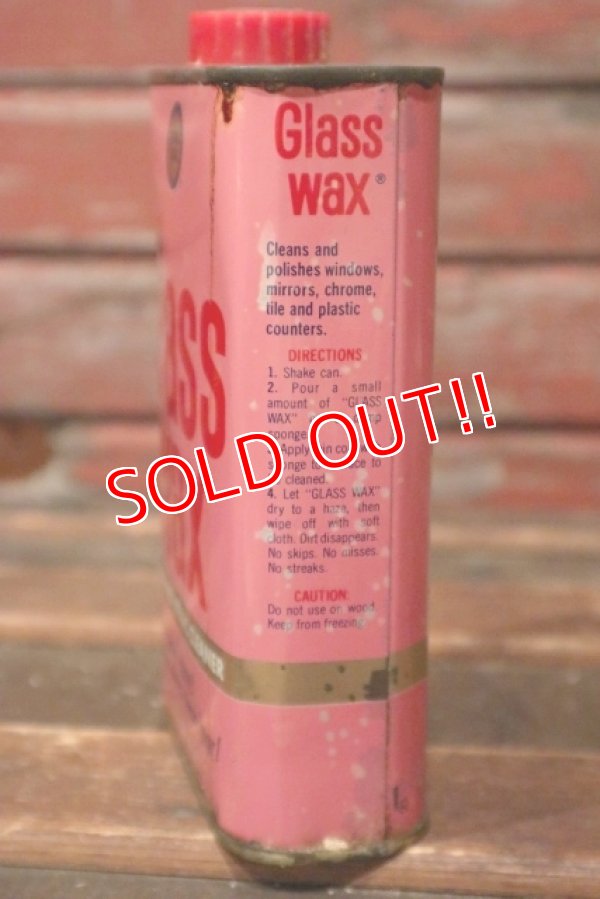 Glass
wax®
Cleans and
polishes windows,
mirrors, chrome,
tile and plastic
counters.
DIRECTIONS
1. Shake can.
2. Pour a small
amount of "GLASS
WAX"
sponge
Apply
to
cleaned.
4. Let "GLASS WAX"
dry to a haze, then
wipe off with soft
cloth. Dirt disappears.
No skips. No misses.
No streaks.
CAUTION:
Do not use on wood.
Keep from freezing.
SOLD OUT!!